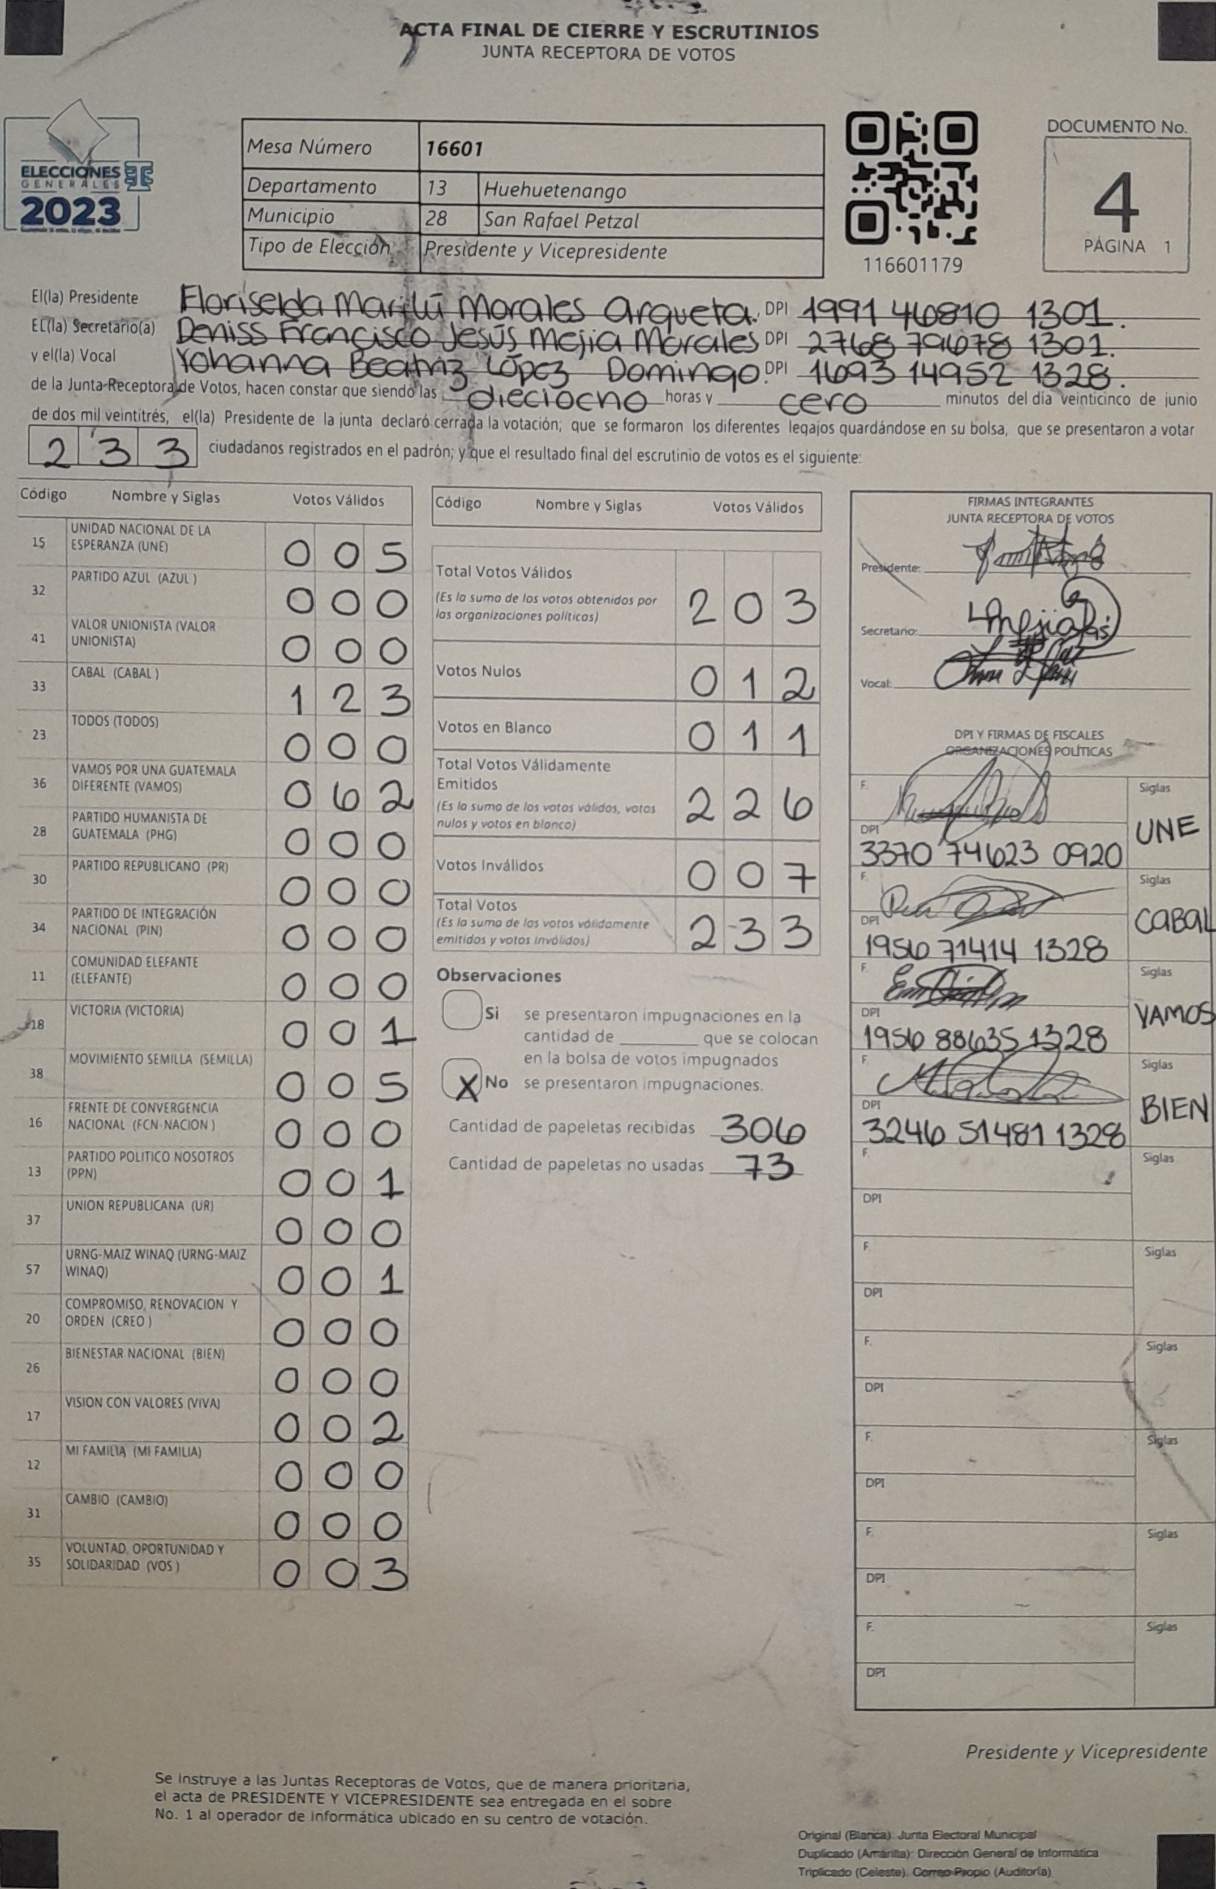 ACTA FINAL DE CIERRE Y ESCRUTINIOS
JUNTA RECEPTORA DE VOTOS
ELECCIONES
GENERALES
2023
Mesa Número 16601
Departamento 13 Huehuetenango
Municipio 28 San Rafael Petzal
Tipo de Elección Presidente y Vicepresidente
116601179
DOCUMENTO No.
4
PÁGINA 1
El(la) Presidente Floriselda Marilú Morales Argueta. DPI 1991 46810 1301.
El(la) Secretario(a) Deniss Francisco Jesús Mejia Morales DPI 2768 79678 1301.
y el(la) Vocal Yohanna Beatriz López Domingo. DPI 1693 14952 1328.
de la Junta Receptora de Votos, hacen constar que siendo las dieciocho horas y cero minutos del día veinticinco de junio
de dos mil veintitrés, el(la) Presidente de la junta declaró cerrada la votación; que se formaron los diferentes legajos guardándose en su bolsa, que se presentaron a votar
233 ciudadanos registrados en el padrón; y que el resultado final del escrutinio de votos es el siguiente:
Código Nombre y Siglas Votos Válidos
15 UNIDAD NACIONAL DE LA
ESPERANZA (UNE) 005
32 PARTIDO AZUL (AZUL ) 000
41 VALOR UNIONISTA (VALOR
UNIONISTA) 000
33 CABAL (CABAL ) 123
23 TODOS (TODOS) 000
36 VAMOS POR UNA GUATEMALA
DIFERENTE (VAMOS) 062
28 PARTIDO HUMANISTA DE
GUATEMALA (PHG) 000
30 PARTIDO REPUBLICANO (PR) 000
34 PARTIDO DE INTEGRACIÓN
NACIONAL (PIN) 000
11 COMUNIDAD ELEFANTE
(ELEFANTE) 000
18 VICTORIA (VICTORIA) 001
38 MOVIMIENTO SEMILLA (SEMILLA) 005
16 FRENTE DE CONVERGENCIA
NACIONAL (FCN-NACION ) 000
13 PARTIDO POLITICO NOSOTROS
(PPN) 001
37 UNION REPUBLICANA (UR) 000
57 URNG-MAIZ WINAQ (URNG-MAIZ
WINAQ) 001
20 COMPROMISO, RENOVACION Y
ORDEN (CREO ) 000
26 BIENESTAR NACIONAL (BIEN) 000
17 VISION CON VALORES (VIVA) 002
12 MI FAMILIA (MI FAMILIA) 000
31 CAMBIO (CAMBIO) 000
35 VOLUNTAD, OPORTUNIDAD Y
SOLIDARIDAD (VOS ) 003
Código Nombre y Siglas Votos Válidos
Total Votos Válidos
(Es la suma de los votos obtenidos por
las organizaciones políticas) 203
Votos Nulos 012
Votos en Blanco 011
Total Votos Válidamente
Emitidos
(Es la suma de los votos válidos, votos
nulos y votos en blanco) 226
Votos Inválidos 007
Total Votos
(Es la suma de los votos válidamente
emitidos y votos inválidos) 233
Observaciones
Si se presentaron impugnaciones en la
cantidad de ________ que se colocan
en la bolsa de votos impugnados
X No se presentaron impugnaciones.
Cantidad de papeletas recibidas 306
Cantidad de papeletas no usadas 73
FIRMAS INTEGRANTES
JUNTA RECEPTORA DE VOTOS
Presidente:
Secretario:
Vocal:
DPI Y FIRMAS DE FISCALES
ORGANIZACIONES POLÍTICAS
F. Siglas
UNE
DPI
3370 74623 0920
F. Siglas
CABAL
DPI
1956 71414 1328
F. Siglas
VAMOS
DPI
1956 88635 1328
F. Siglas
BIEN
DPI
3246 51481 1328
F. Siglas
DPI
F. Siglas
DPI
F. Siglas
DPI
F. Siglas
DPI
F. Siglas
DPI
F. Siglas
DPI
Presidente y Vicepresidente
Se instruye a las Juntas Receptoras de Votos, que de manera prioritaria,
el acta de PRESIDENTE Y VICEPRESIDENTE sea entregada en el sobre
No. 1 al operador de informática ubicado en su centro de votación.
Original (Blanca): Junta Electoral Municipal
Duplicado (Amarilla): Dirección General de Informática
Triplicado (Celeste): Correo Propio (Auditoría)